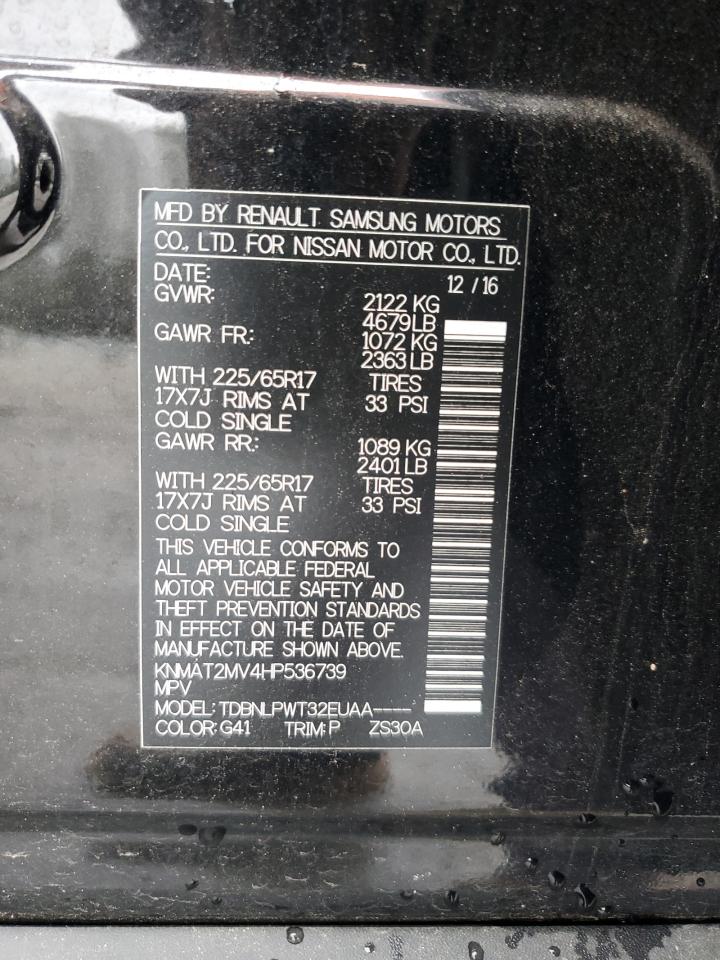 MFD BY RENAULT SAMSUNG MOTORS
CO., LTD. FOR NISSAN MOTOR CO., LTD.
DATE: 12 / 16
GVWR: 2122 KG
4679 LB
GAWR FR.: 1072 KG
2363 LB
WITH 225/65R17 TIRES
17X7J RIMS AT 33 PSI
COLD SINGLE
GAWR RR.: 1089 KG
2401 LB
WITH 225/65R17 TIRES
17X7J RIMS AT 33 PSI
COLD SINGLE
THIS VEHICLE CONFORMS TO
ALL APPLICABLE FEDERAL
MOTOR VEHICLE SAFETY AND
THEFT PREVENTION STANDARDS
IN EFFECT ON THE DATE OF
MANUFACTURE SHOWN ABOVE.
KNMAT2MV4HP536739
MPV
MODEL: TDBNLPWT32EUAA----
COLOR: G41 TRIM: P ZS30A